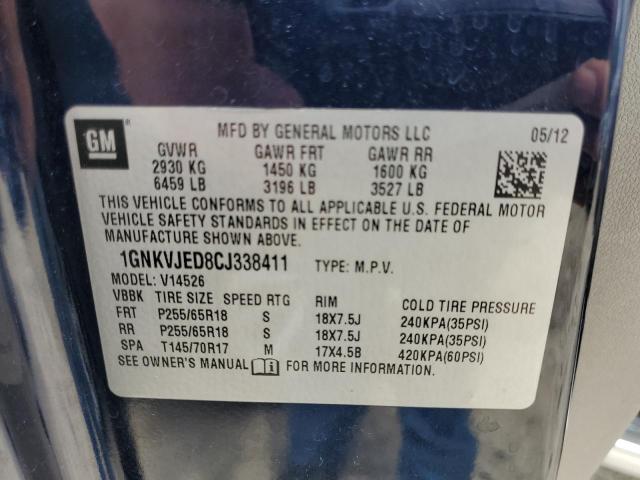 GM ®
MFD BY GENERAL MOTORS LLC 05/12
GVWR GAWR FRT GAWR RR
2930 KG 1450 KG 1600 KG
6459 LB 3196 LB 3527 LB
THIS VEHICLE CONFORMS TO ALL APPLICABLE U.S. FEDERAL MOTOR
VEHICLE SAFETY STANDARDS IN EFFECT ON THE DATE OF
MANUFACTURE SHOWN ABOVE.
1GNKVJED8CJ338411 TYPE: M.P.V.
MODEL: V14526
VBBK TIRE SIZE SPEED RTG RIM COLD TIRE PRESSURE
FRT P255/65R18 S 18X7.5J 240KPA(35PSI)
RR P255/65R18 S 18X7.5J 240KPA(35PSI)
SPA T145/70R17 M 17X4.5B 420KPA(60PSI)
SEE OWNER'S MANUAL i FOR MORE INFORMATION.